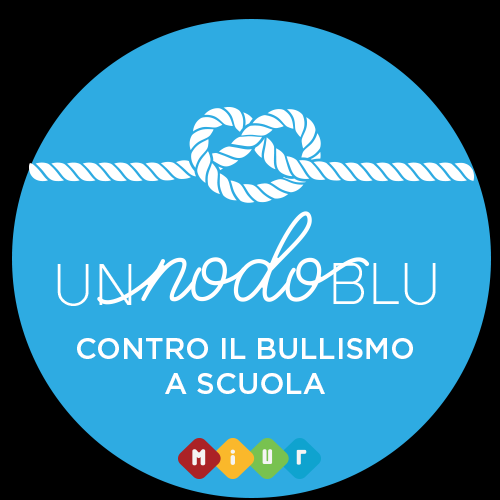 UN nodo BLU
CONTRO IL BULLISMO
A SCUOLA
Miur